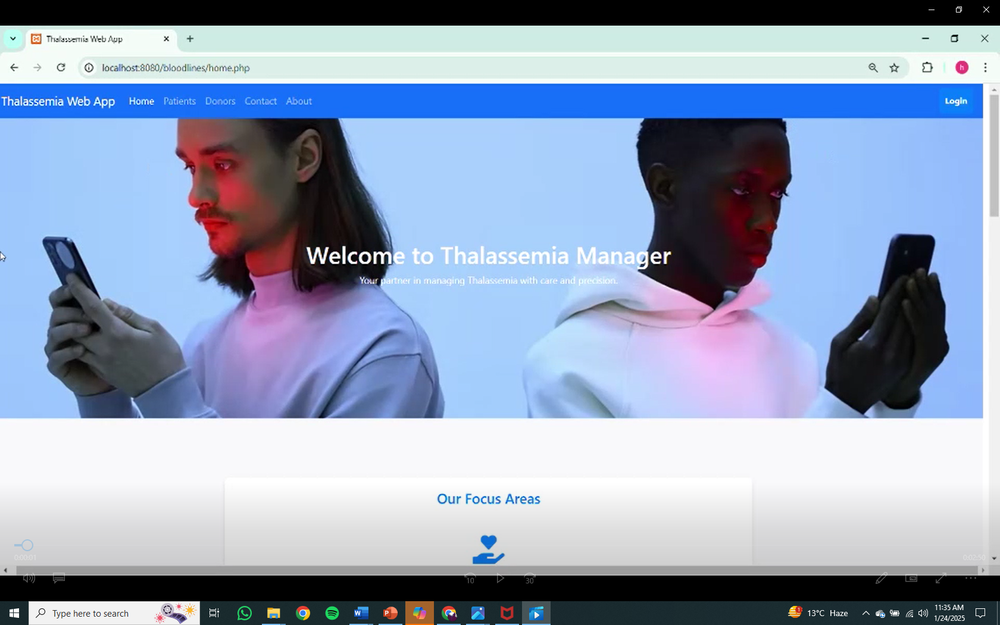 Thalassemia Web App
localhost:8080/bloodlines/home.php
h
Thalassemia Web App Home Patients Donors Contact About Login
Welcome to Thalassemia Manager
Your partner in managing Thalassemia with care and precision.
Our Focus Areas
0:00:01
0:02:50
10
30
Type here to search
13°C Haze
11:35 AM
1/24/2025